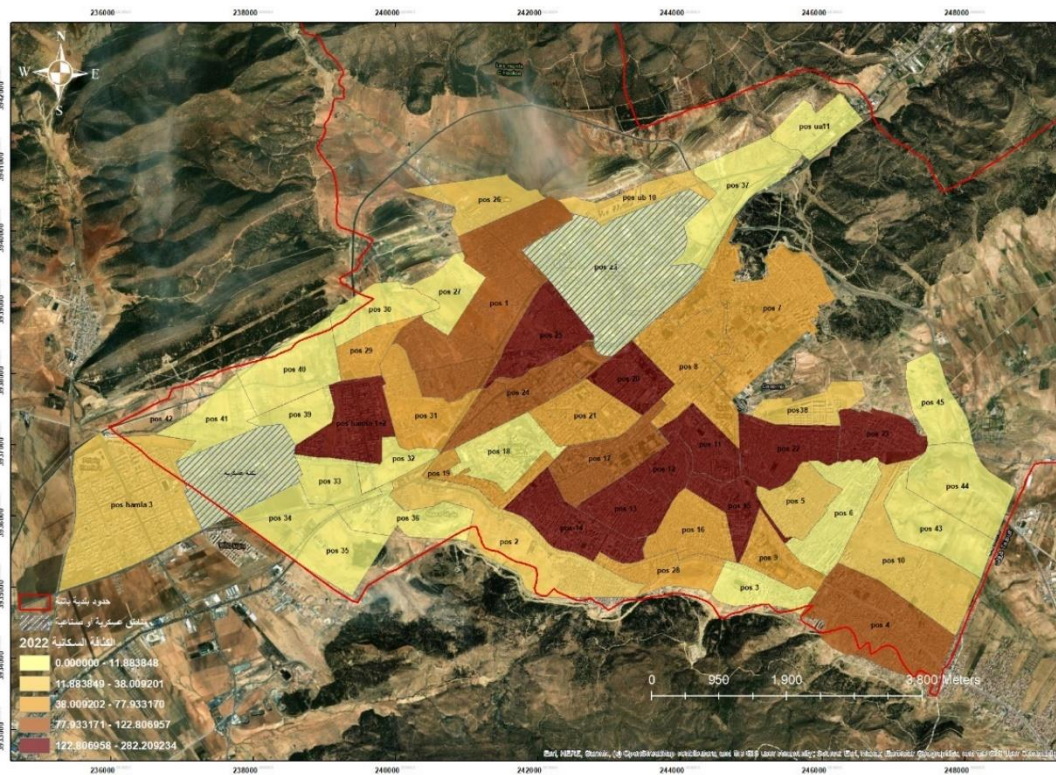 236000 238000 240000 242000 244000 246000 248000
N
W E
S
pos ua11
pos 37
pos 26
pos ub 10
pos 23
pos 27
pos 1
pos 30
pos 7
pos 29
pos 8
pos 40
pos 20
pos 24
pos 38
pos 45
pos 42
pos 41
pos 39
pos 31
pos 21
pos 11
pos 22
pos 18
pos 32
pos 17
pos 12
pos 19
pos 33
pos 44
pos hamla 3
pos 5
pos 6
pos 13
pos 34
pos 36
pos 14
pos 16
pos 43
pos 2
pos 35
pos 9
pos 10
pos 28
pos 3
pos 4
حدود بلدية باتنة
مناطق عسكرية أو صناعية
الكثافة السكانية 2022
0.000000 - 11.883848
11.883849 - 38.009201
38.009202 - 77.933170
77.933171 - 122.806957
122.806958 - 282.209234
0 950 1,900 3,800 Meters
236000 238000 240000 242000 244000 246000 248000